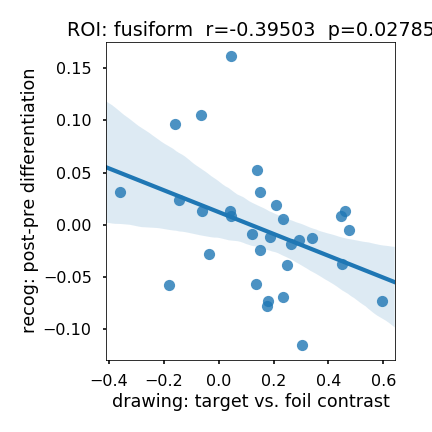 ROI: fusiform r=-0.39503 p=0.02785
recog: post-pre differentiation
0.15
0.10
0.05
0.00
−0.05
−0.10
−0.4 −0.2 0.0 0.2 0.4 0.6
drawing: target vs. foil contrast